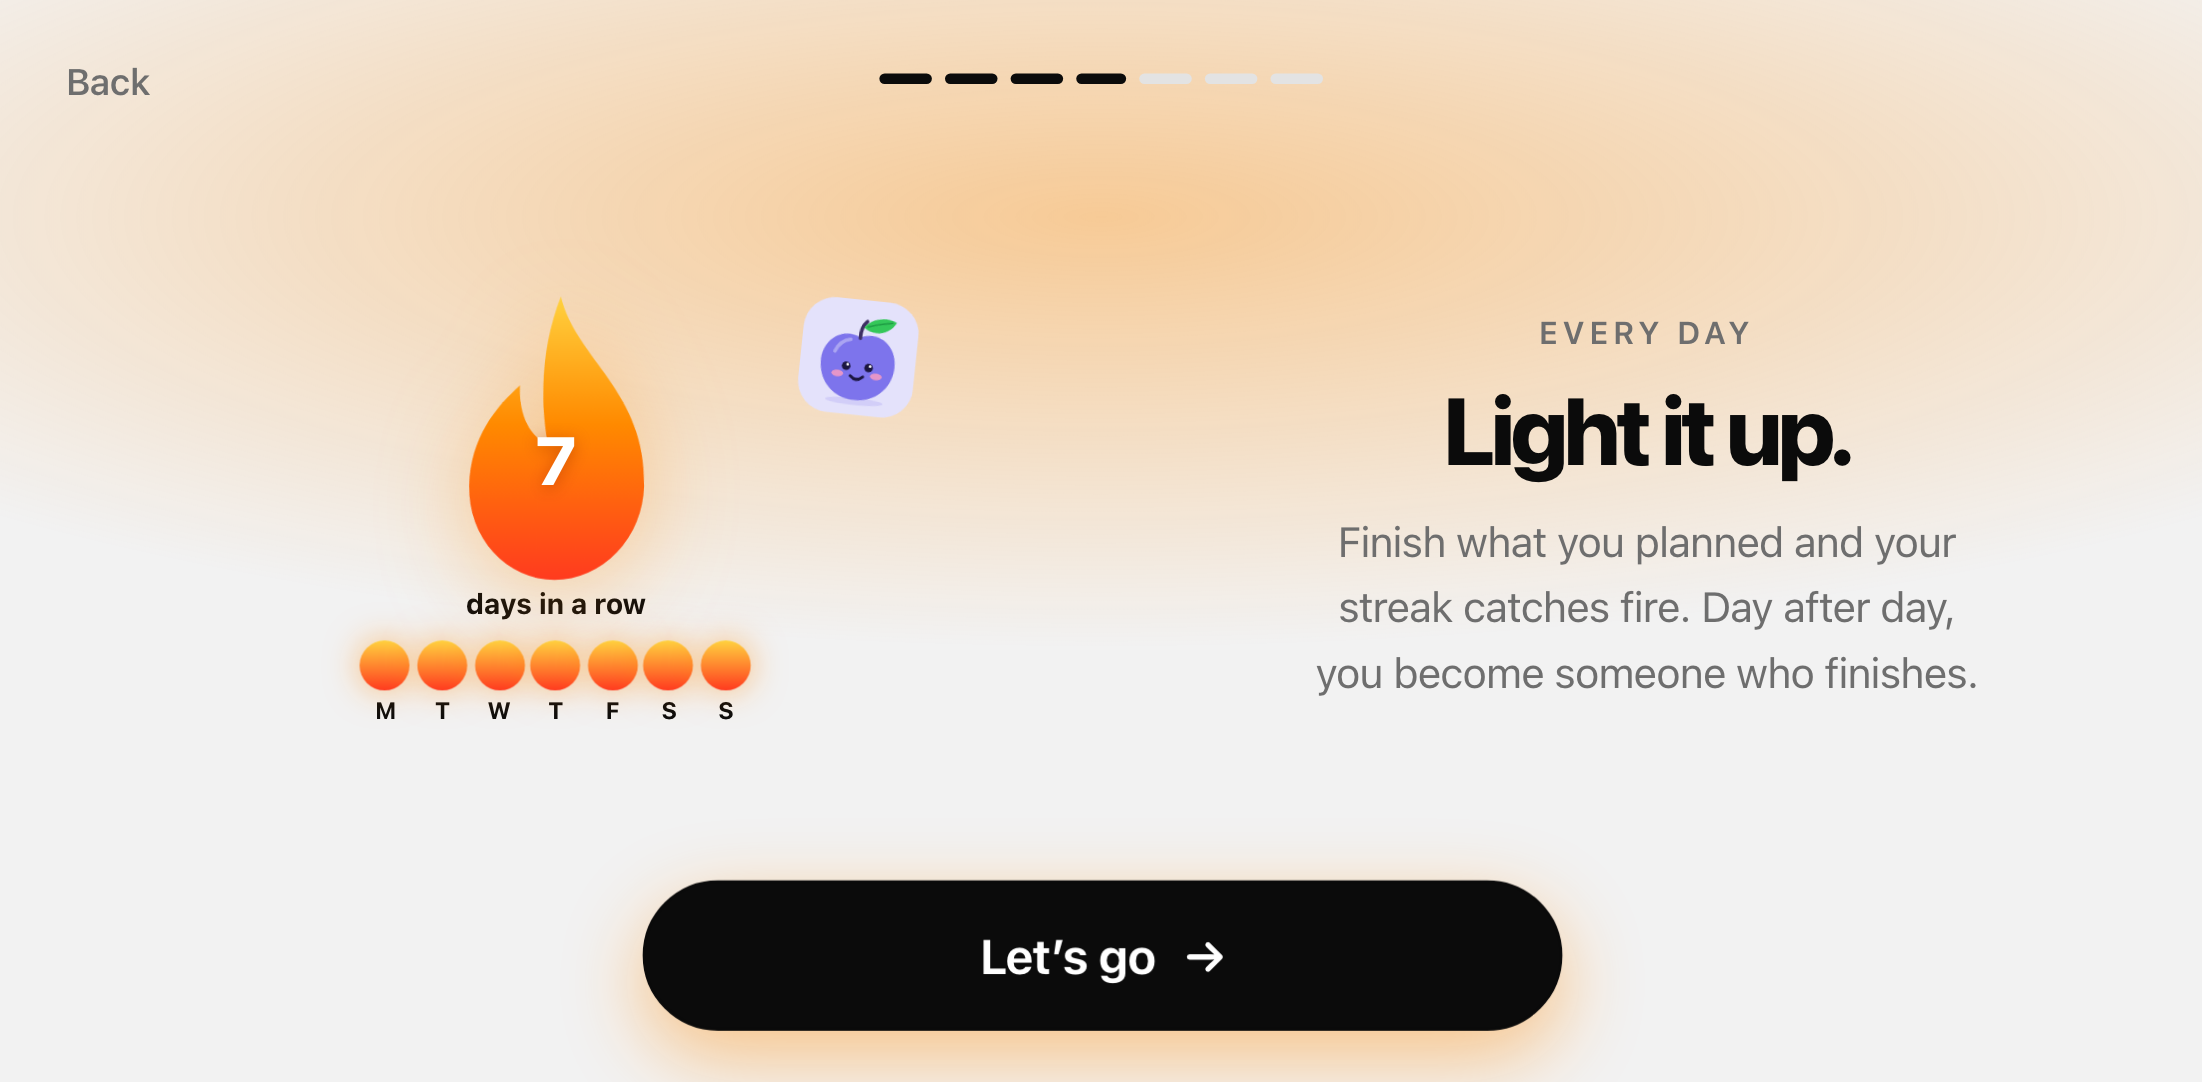 Back
7
days in a row
M T W T F S S
EVERY DAY
Light it up.
Finish what you planned and your
streak catches fire. Day after day,
you become someone who finishes.
Let’s go →